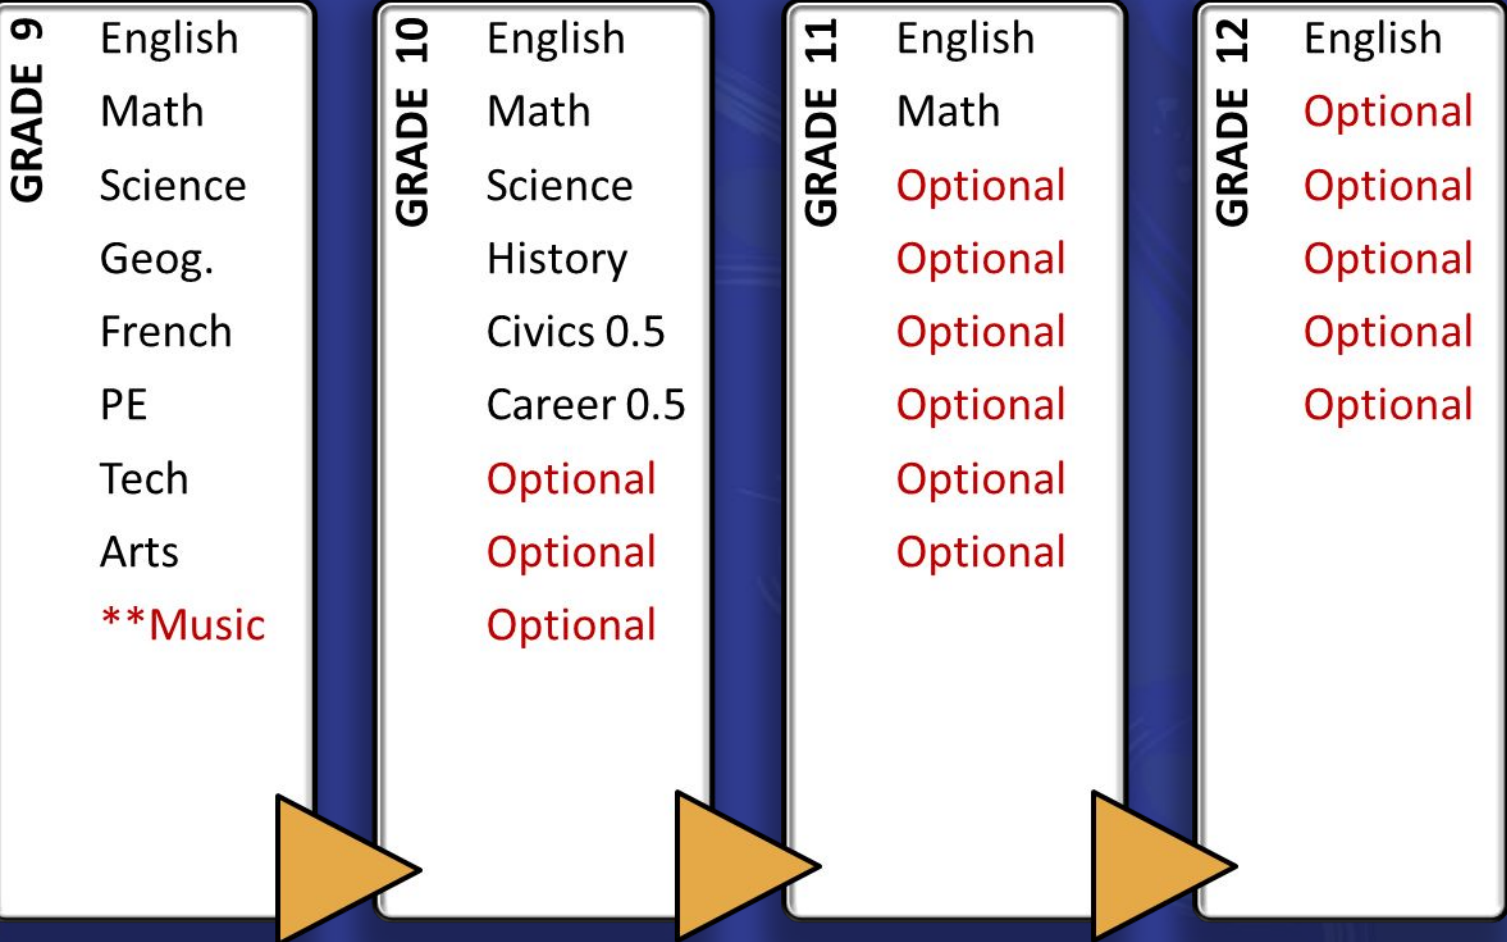 GRADE 9
English
Math
Science
Geog.
French
PE
Tech
Arts
**Music
GRADE 10
English
Math
Science
History
Civics 0.5
Career 0.5
Optional
Optional
Optional
GRADE 11
English
Math
Optional
Optional
Optional
Optional
Optional
Optional
GRADE 12
English
Optional
Optional
Optional
Optional
Optional